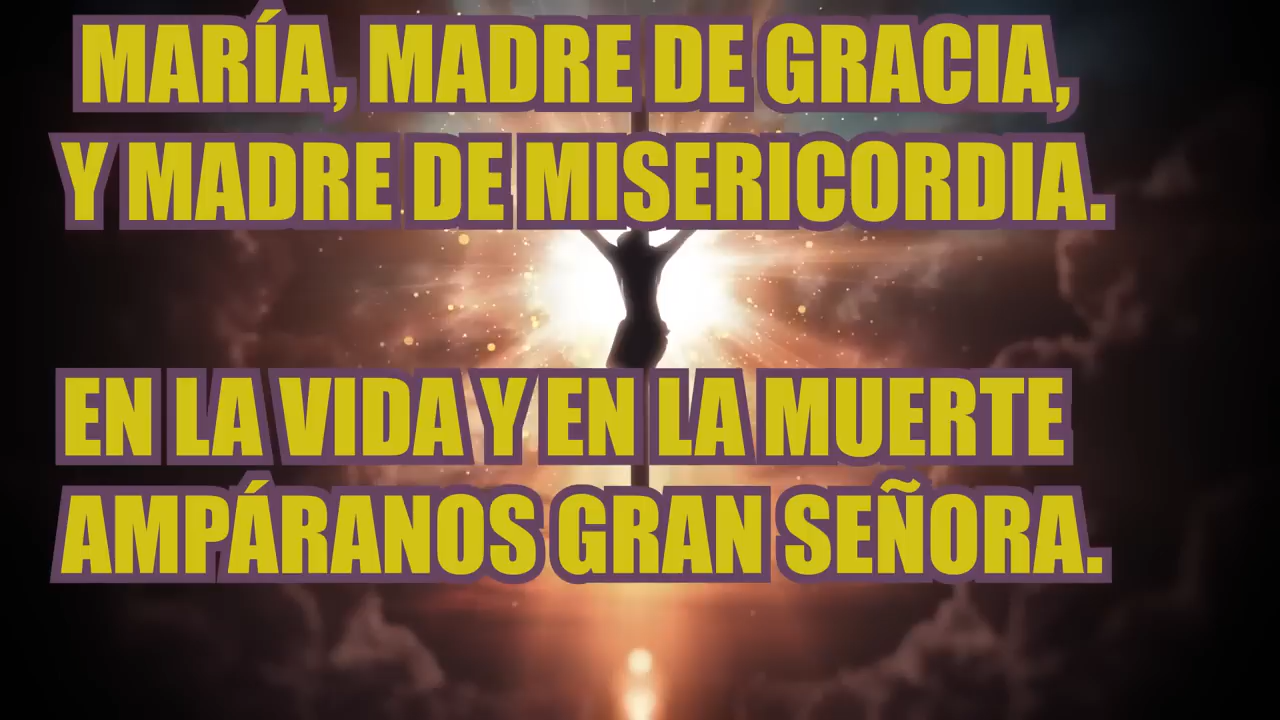 MARÍA, MADRE DE GRACIA,
Y MADRE DE MISERICORDIA.
EN LA VIDA Y EN LA MUERTE
AMPÁRANOS GRAN SEÑORA.